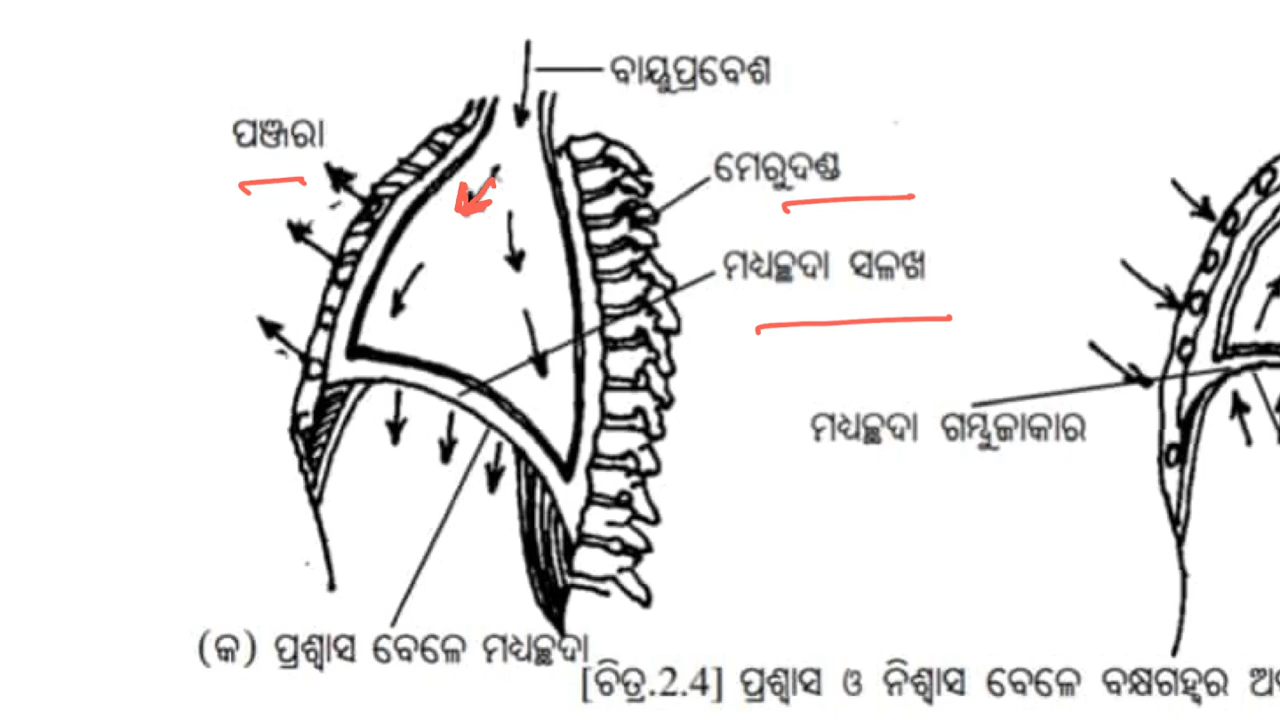 ବାୟୁପ୍ରବେଶ
ପଞ୍ଜରା
ମେରୁଦଣ୍ଡ
ମଧ୍ୟଚ୍ଛଦା ସଳଖ
ମଧ୍ୟଚ୍ଛଦା ଗମ୍ବୁଜାକାର
(କ) ପ୍ରଶ୍ୱାସ ବେଳେ ମଧ୍ୟଚ୍ଛଦା
[ଚିତ୍ର.2.4] ପ୍ରଶ୍ୱାସ ଓ ନିଶ୍ୱାସ ବେଳେ ବକ୍ଷଗହ୍ୱର